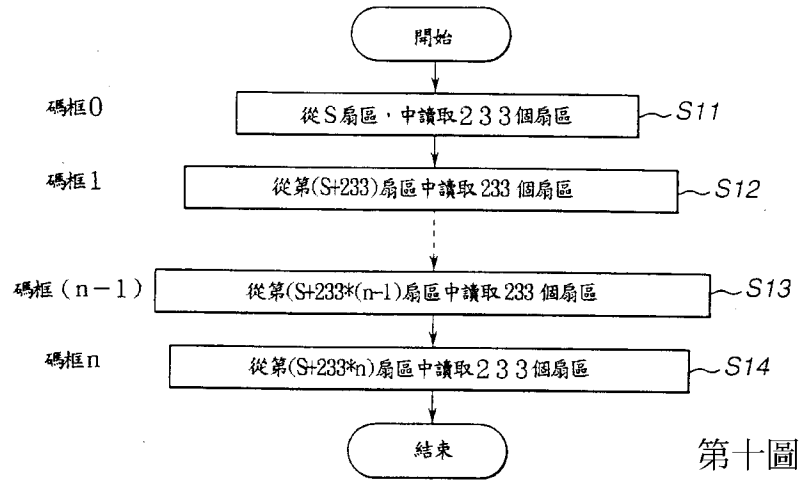 開始
碼框0
從S扇區，中讀取２３３個扇區
S11
碼框1
從第(S+233)扇區中讀取233個扇區
S12
碼框（n－1）
從第(S+233*(n-1)扇區中讀取233個扇區
S13
碼框n
從第(S+233*n)扇區中讀取２３３個扇區
S14
結束
第十圖